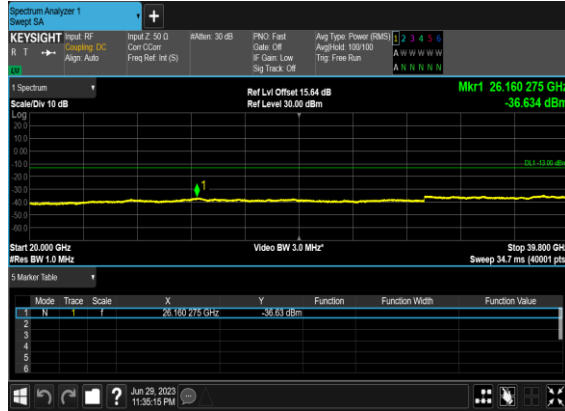 Spectrum Analyzer 1
Swept SA
KEYSIGHT Input: RF Input Z: 50 Ω #Atten: 30 dB PNO: Fast Avg Type: Power (RMS) 1 2 3 4 5 6
R T Coupling: DC Corr CCorr Gate: Off Avg|Hold: 100/100 A W W W W W
Align: Auto Freq Ref: Int (S) IF Gain: Low Trig: Free Run
LV Sig Track: Off A N N N N N
1 Spectrum Ref Lvl Offset 15.64 dB Mkr1 26.160 275 GHz
Scale/Div 10 dB Ref Level 30.00 dBm -36.634 dBm
Log
20.0
10.0
0.00
-10.0 DL1 -13.00 dBm
-20.0
-30.0 1
-40.0
-50.0
-60.0
Start 20.000 GHz Video BW 3.0 MHz* Stop 39.800 GHz
#Res BW 1.0 MHz Sweep 34.7 ms (40001 pts)
5 Marker Table
Mode Trace Scale X Y Function Function Width Function Value
1 N 1 f 26.160 275 GHz -36.63 dBm
2
3
4
5
6
? Jun 29, 2023
11:35:15 PM